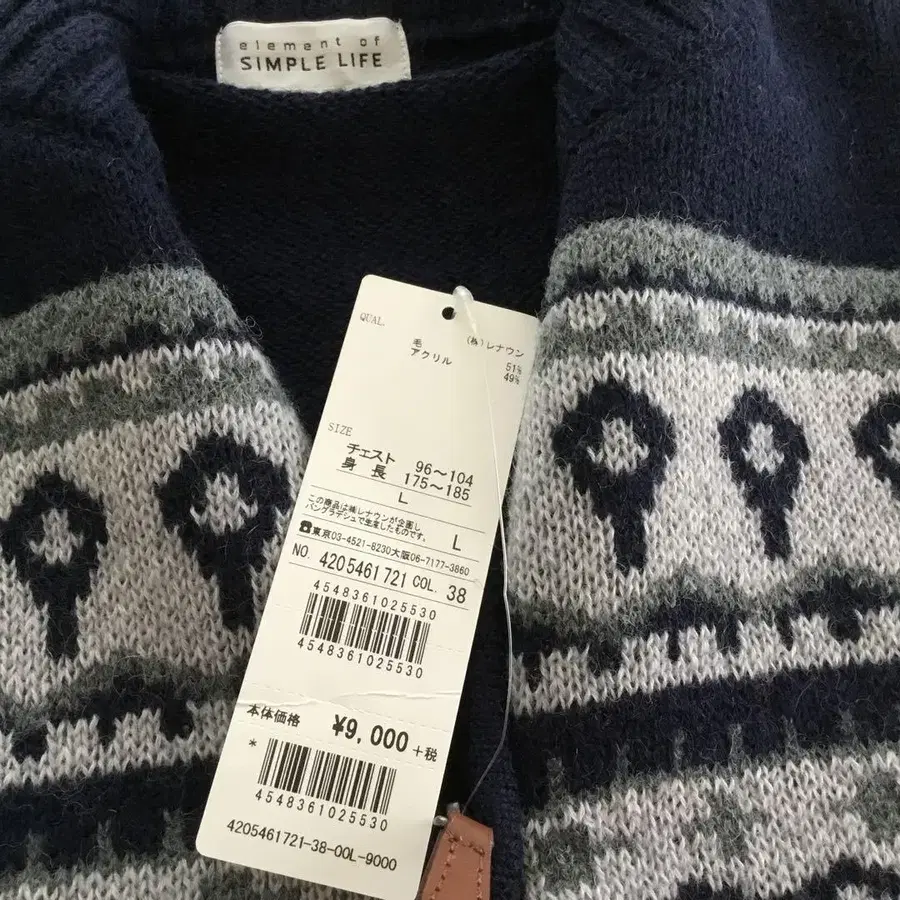 element of
SIMPLE LIFE
QUAL.
(株)レナウン
毛 51%
アクリル 49%
SIZE
チェスト 96~104
身長 175~185
L
この商品は㈱レナウンが企画し
バングラデシュで生産したものです。
L
☎東京03-4521-8230大阪06-7177-3860
NO. 4205461721 COL. 38
4548361025530
4548361025530
本体価格 ¥9,000 +税
*
4548361025530
4205461721-38-00L-9000